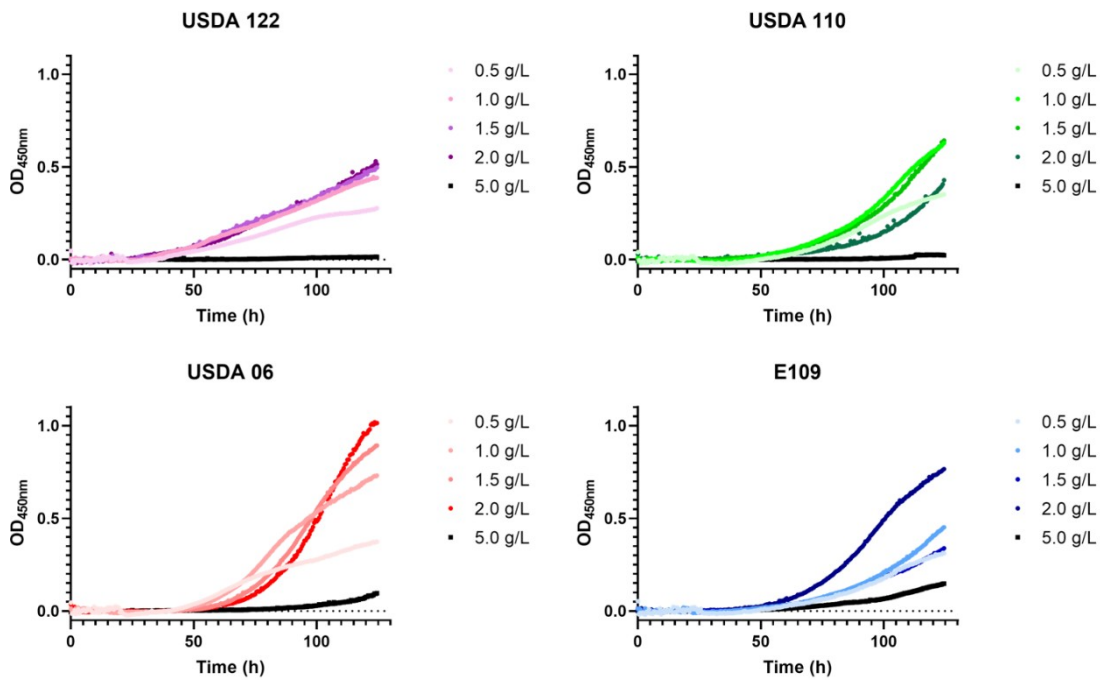 USDA 122
OD450nm
1.0
0.5
0.0
0
50
100
Time (h)
0.5 g/L
1.0 g/L
1.5 g/L
2.0 g/L
5.0 g/L
USDA 110
OD450nm
1.0
0.5
0.0
0
50
100
Time (h)
0.5 g/L
1.0 g/L
1.5 g/L
2.0 g/L
5.0 g/L
USDA 06
OD450nm
1.0
0.5
0.0
0
50
100
Time (h)
0.5 g/L
1.0 g/L
1.5 g/L
2.0 g/L
5.0 g/L
E109
OD450nm
1.0
0.5
0.0
0
50
100
Time (h)
0.5 g/L
1.0 g/L
1.5 g/L
2.0 g/L
5.0 g/L